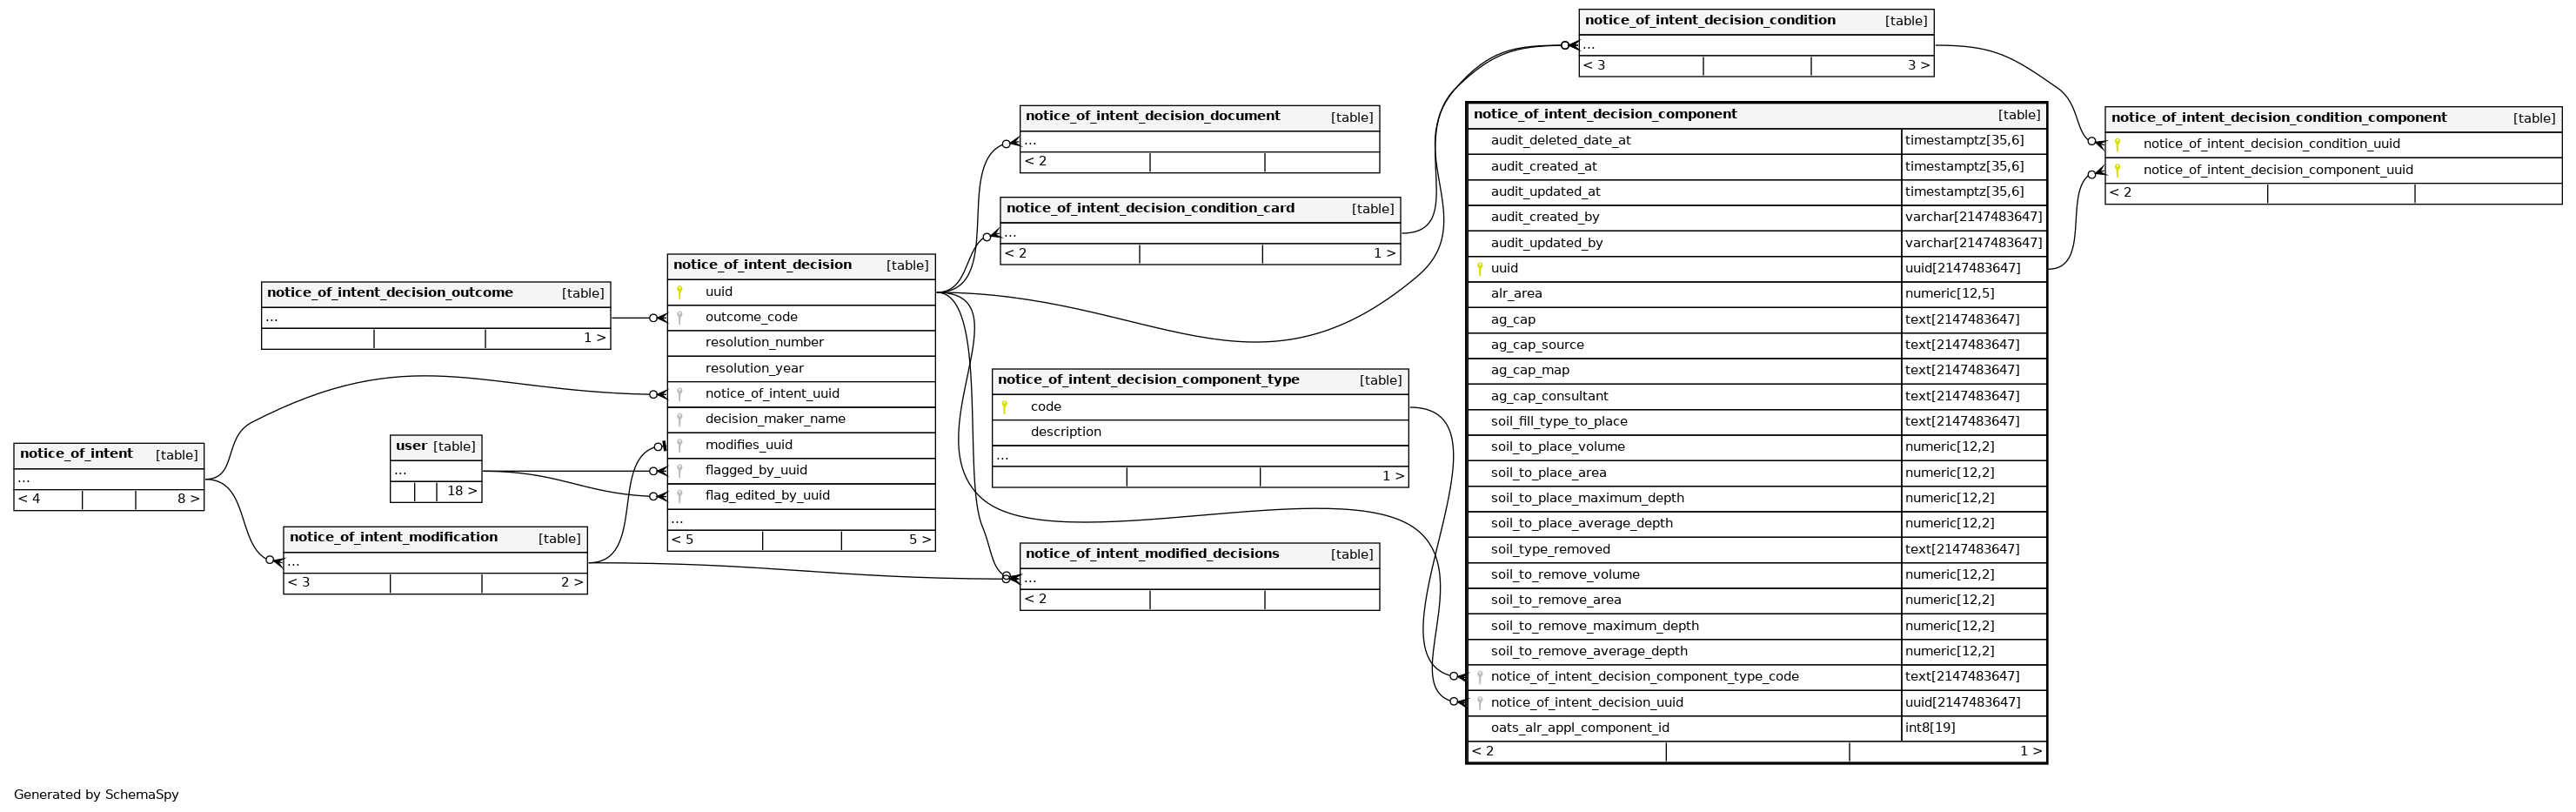 notice_of_intent_decision_condition [table]
...
< 3 3 >
notice_of_intent_decision_document [table]
...
< 2
notice_of_intent_decision_condition_card [table]
...
< 2 1 >
notice_of_intent_decision_component [table]
audit_deleted_date_at timestamptz[35,6]
audit_created_at timestamptz[35,6]
audit_updated_at timestamptz[35,6]
audit_created_by varchar[2147483647]
audit_updated_by varchar[2147483647]
uuid uuid[2147483647]
alr_area numeric[12,5]
ag_cap text[2147483647]
ag_cap_source text[2147483647]
ag_cap_map text[2147483647]
ag_cap_consultant text[2147483647]
soil_fill_type_to_place text[2147483647]
soil_to_place_volume numeric[12,2]
soil_to_place_area numeric[12,2]
soil_to_place_maximum_depth numeric[12,2]
soil_to_place_average_depth numeric[12,2]
soil_type_removed text[2147483647]
soil_to_remove_volume numeric[12,2]
soil_to_remove_area numeric[12,2]
soil_to_remove_maximum_depth numeric[12,2]
soil_to_remove_average_depth numeric[12,2]
notice_of_intent_decision_component_type_code text[2147483647]
notice_of_intent_decision_uuid uuid[2147483647]
oats_alr_appl_component_id int8[19]
< 2 1 >
notice_of_intent_decision_condition_component [table]
notice_of_intent_decision_condition_uuid
notice_of_intent_decision_component_uuid
< 2
notice_of_intent_decision [table]
uuid
outcome_code
resolution_number
resolution_year
notice_of_intent_uuid
decision_maker_name
modifies_uuid
flagged_by_uuid
flag_edited_by_uuid
...
< 5 5 >
notice_of_intent_decision_outcome [table]
...
1 >
notice_of_intent_decision_component_type [table]
code
description
...
1 >
notice_of_intent [table]
...
< 4 8 >
user [table]
...
18 >
notice_of_intent_modification [table]
...
< 3 2 >
notice_of_intent_modified_decisions [table]
...
< 2
Generated by SchemaSpy